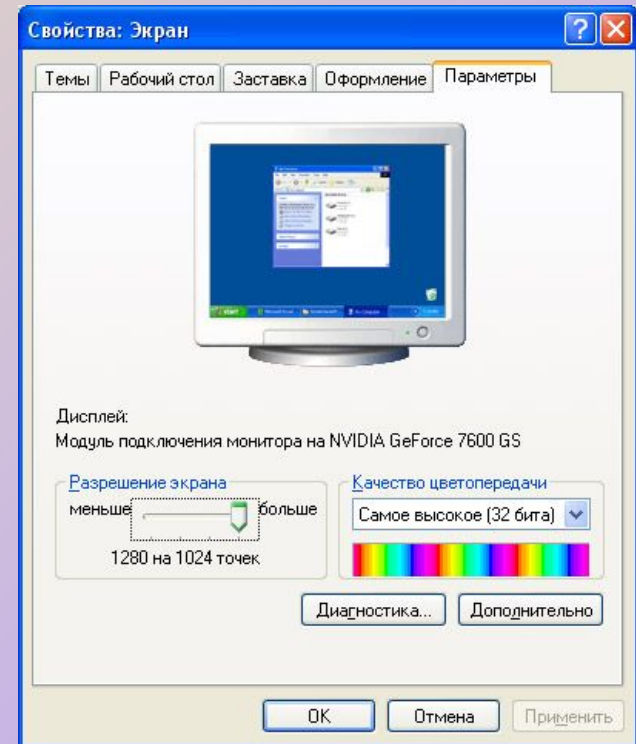 Свойства: Экран
Темы Рабочий стол Заставка Оформление Параметры
Дисплей:
Модуль подключения монитора на NVIDIA GeForce 7600 GS
Разрешение экрана
меньше больше
1280 на 1024 точек
Качество цветопередачи
Самое высокое (32 бита)
Диагностика... Дополнительно
OK Отмена Применить